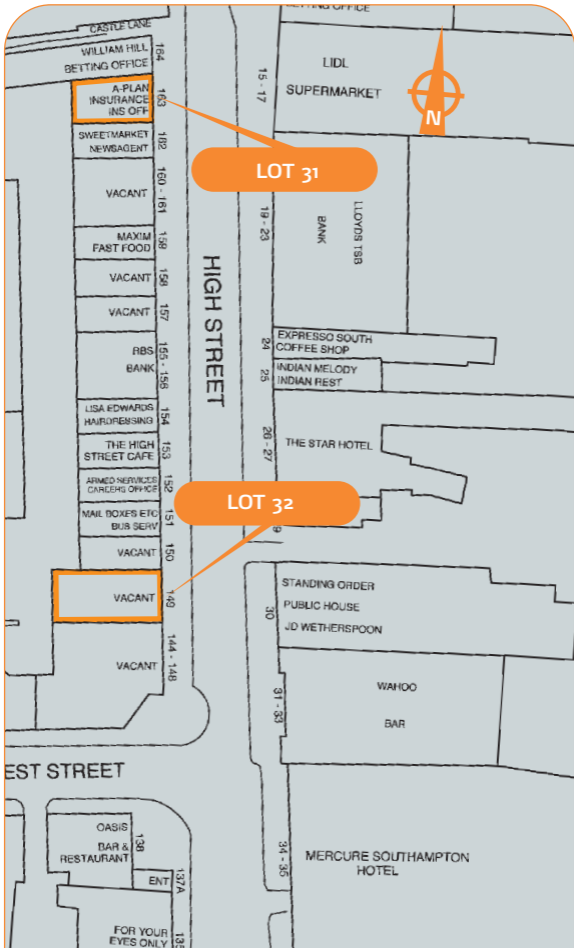 CASTLE LANE
WILLIAM HILL
BETTING OFFICE
164
A-PLAN
INSURANCE
INS OFF
163
SWEETMARKET
NEWSAGENT
162
VACANT
160 - 161
MAXIM
FAST FOOD
159
VACANT
158
VACANT
157
RBS
BANK
155 - 156
LISA EDWARDS
HAIRDRESSING
154
THE HIGH
STREET CAFE
153
ARMED SERVICES
CAREERS OFFICE
152
MAIL BOXES ETC
BUS SERV
151
VACANT
150
VACANT
149
VACANT
144 - 148
EST STREET
OASIS
BAR &
RESTAURANT
138
ENT
137A
FOR YOUR
EYES ONLY
HIGH STREET
LOT 31
LOT 32
BETTING OFFICE
LIDL
SUPERMARKET
15 - 17
N
LLOYDS TSB
BANK
19 - 23
EXPRESSO SOUTH
COFFEE SHOP
24
INDIAN MELODY
INDIAN REST
25
THE STAR HOTEL
26 - 27
STANDING ORDER
PUBLIC HOUSE
JD WETHERSPOON
30
WAHOO
BAR
31 - 33
MERCURE SOUTHAMPTON
HOTEL
34 - 35